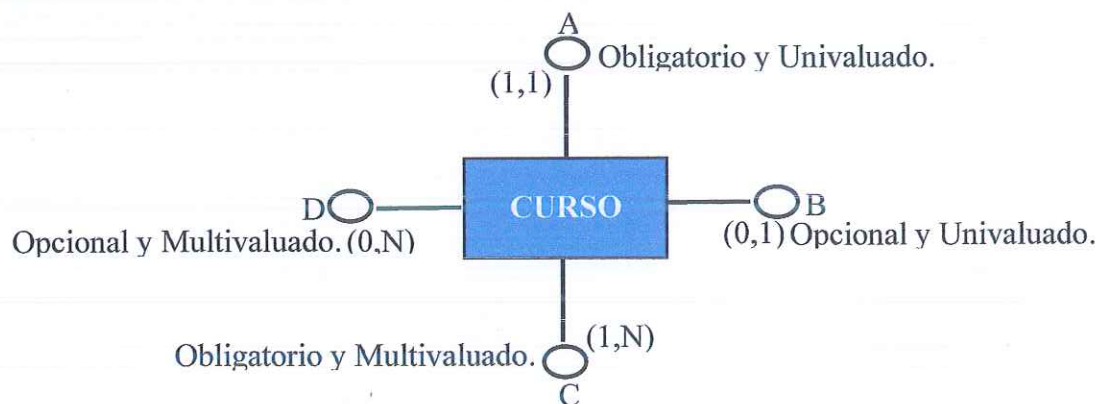 A
Obligatorio y Univaluado.
(1,1)
CURSO
D
B
Opcional y Multivaluado. (0,N)
(0,1) Opcional y Univaluado.
(1,N)
Obligatorio y Multivaluado.
C